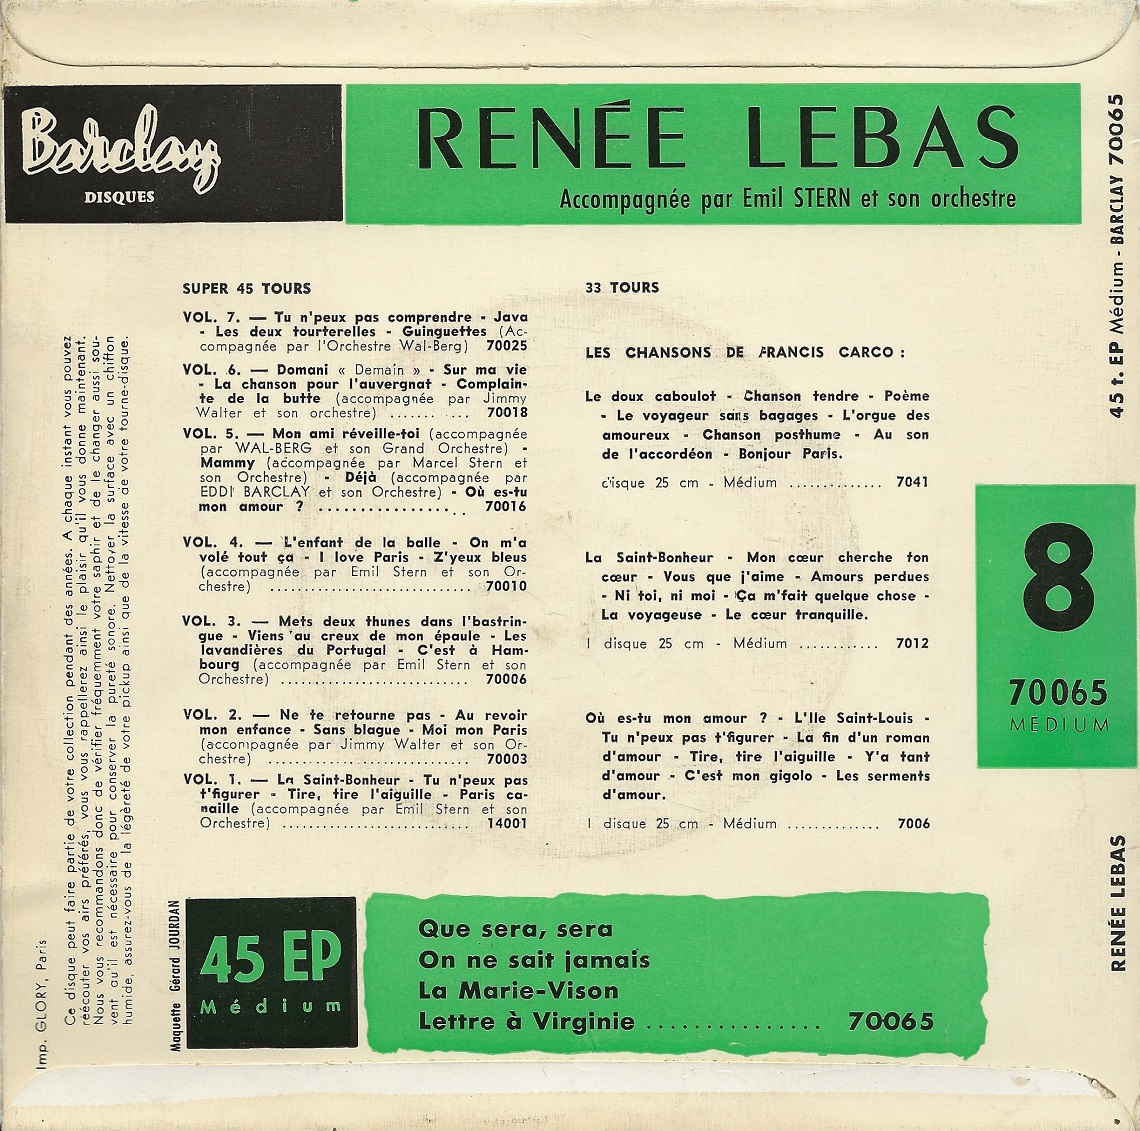 Barclay
DISQUES
RENÉE LEBAS
Accompagnée par Emil STERN et son orchestre
45 t. EP Médium - BARCLAY 70065
SUPER 45 TOURS
VOL. 7. — Tu n'peux pas comprendre - Java
- Les deux tourterelles - Guinguettes (Ac-
compagnée par l'Orchestre Wal-Berg) 70025
VOL. 6. — Domani « Demain » - Sur ma vie
- La chanson pour l'auvergnat - Complain-
te de la butte (accompagnée par Jimmy
Walter et son orchestre) ....... ... 70018
VOL. 5. — Mon ami réveille-toi (accompagnée
par WAL-BERG et son Grand Orchestre) -
Mammy (accompagnée par Marcel Stern et
son Orchestre) - Déjà (accompagnée par
EDDI BARCLAY et son Orchestre) - Où es-tu
mon amour ? .................. 70016
VOL. 4. — L'enfant de la balle - On m'a
volé tout ça - I love Paris - Z'yeux bleus
(accompagnée par Emil Stern et son Or-
chestre) ............................ 70010
VOL. 3. — Mets deux thunes dans l'bastrin-
gue - Viens au creux de mon épaule - Les
lavandières du Portugal - C'est à Ham-
bourg (accompagnée par Emil Stern et son
Orchestre) .......................... 70006
VOL. 2. — Ne te retourne pas - Au revoir
mon enfance - Sans blague - Moi mon Paris
(accompagnée par Jimmy Walter et son Or-
chestre) ............................ 70003
VOL. 1. — La Saint-Bonheur - Tu n'peux pas
t'figurer - Tire, tire l'aiguille - Paris ca-
naille (accompagnée par Emil Stern et son
Orchestre) .......................... 14001
33 TOURS
LES CHANSONS DE FRANCIS CARCO :
Le doux caboulot - Chanson tendre - Poème
- Le voyageur sans bagages - L'orgue des
amoureux - Chanson posthume - Au son
de l'accordéon - Bonjour Paris.
disque 25 cm - Médium ............. 7041
La Saint-Bonheur - Mon cœur cherche ton
cœur - Vous que j'aime - Amours perdues
- Ni toi, ni moi - Ça m'fait quelque chose -
La voyageuse - Le cœur tranquille.
1 disque 25 cm - Médium ............ 7012
Où es-tu mon amour ? - L'Ile Saint-Louis -
Tu n'peux pas t'figurer - La fin d'un roman
d'amour - Tire, tire l'aiguille - Y'a tant
d'amour - C'est mon gigolo - Les serments
d'amour.
1 disque 25 cm - Médium .............. 7006
8
70065
MEDIUM
RENÉE LEBAS
Imp. GLORY, Paris
Ce disque peut faire partie de votre collection pendant des années. A chaque instant vous pouvez
réécouter vos airs préférés, vous vous rappellerez ainsi le plaisir qu'il vous donne maintenant.
Nous vous recommandons donc de vérifier fréquemment votre saphir et de le changer aussi sou-
vent qu'il est nécessaire pour conserver la pureté sonore. Nettoyer la surface avec un chiffon
humide, assurez-vous de la légèreté de votre pickup ainsi que de la vitesse de votre tourne-disque.
Maquette Gérard JOURDAN
45 EP
Médium
Que sera, sera
On ne sait jamais
La Marie-Vison
Lettre à Virginie ............... 70065